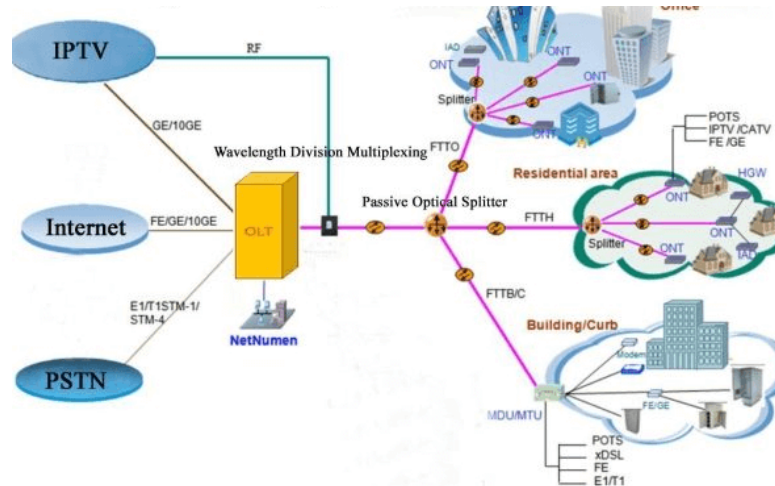 Office
IPTV
RF
IAD
ONT
ONT
ONT
Splitter
ONT
GE/10GE
POTS
IPTV /CATV
FE /GE
Wavelength Division Multiplexing
FTTO
Residential area
HGW
ONT
Passive Optical Splitter
Internet
FE/GE/10GE
OLT
FTTH
Splitter
ONT
ONT
IAD
E1/T1STM-1/
STM-4
FTTB/C
NetNumen
Building/Curb
Modem
PSTN
MDU/MTU
FE/GE
POTS
xDSL
FE
E1/T1